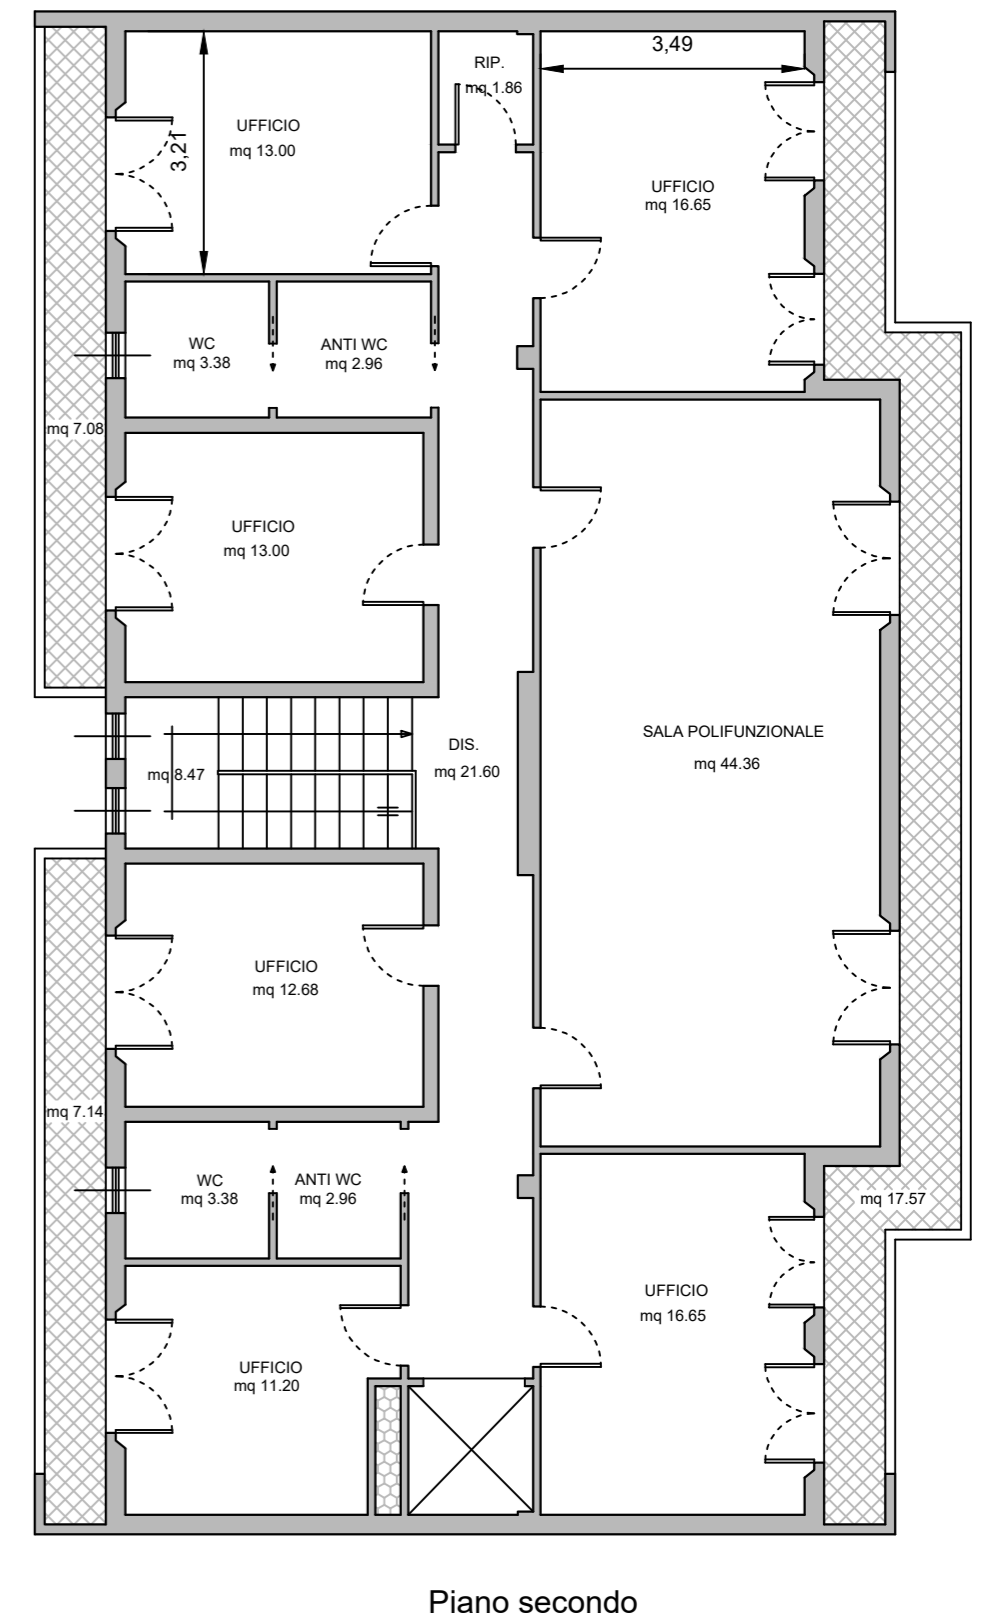 3,49
RIP.
mq 1.86
UFFICIO
mq 13.00
3,21
UFFICIO
mq 16.65
WC
mq 3.38
ANTI WC
mq 2.96
mq 7.08
UFFICIO
mq 13.00
SALA POLIFUNZIONALE
mq 44.36
DIS.
mq 21.60
mq 8.47
UFFICIO
mq 12.68
mq 7.14
WC
mq 3.38
ANTI WC
mq 2.96
mq 17.57
UFFICIO
mq 16.65
UFFICIO
mq 11.20
Piano secondo